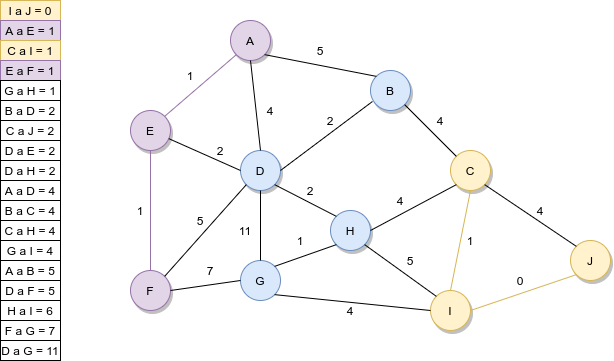 I a J = 0
A a E = 1
C a I = 1
E a F = 1
G a H = 1
B a D = 2
C a J = 2
D a E = 2
D a H = 2
A a D = 4
B a C = 4
C a H = 4
G a I = 4
A a B = 5
D a F = 5
H a I = 6
F a G = 7
D a G = 11
A
5
1
B
4
2
4
E
2
D
C
2
1
5
11
4
4
1
H
1
5
J
7
0
F
G
4
I